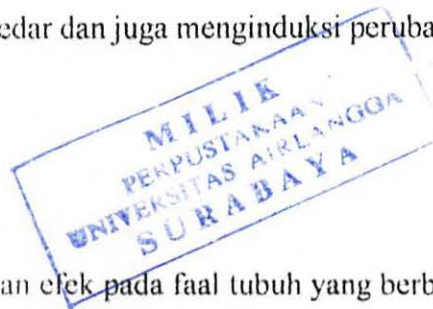 edar dan juga menginduksi peruba
MILIK
PERPUSTAKAAN
UNIVERSITAS AIRLANGGA
SURABAYA
an efek pada faal tubuh yang berb